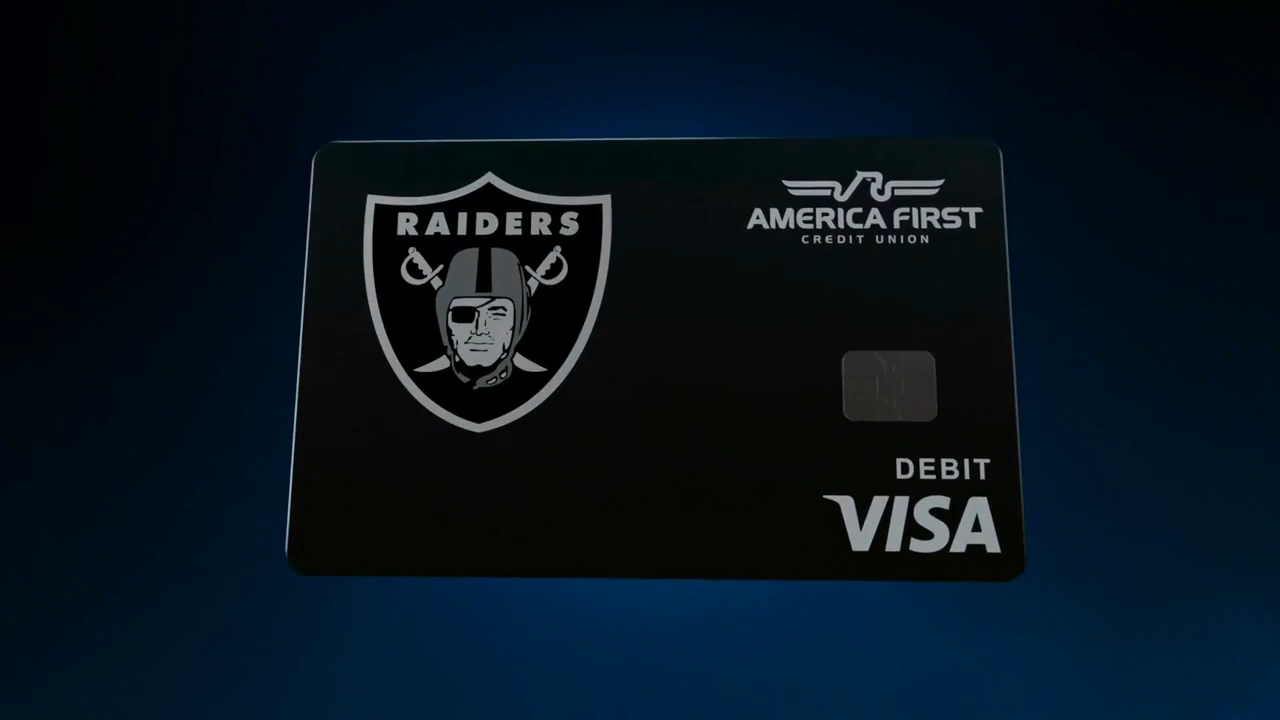 RAIDERS
AMERICA FIRST
CREDIT UNION
DEBIT
VISA